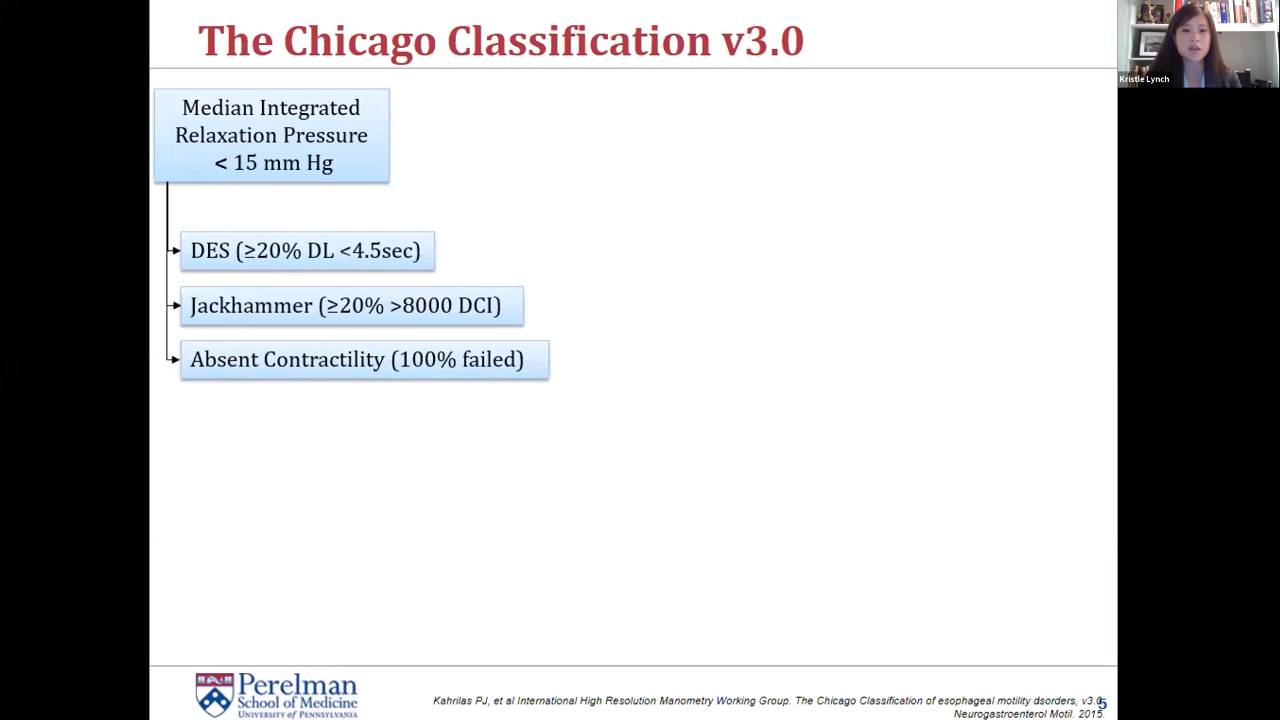 The Chicago Classification v3.0
Kristle Lynch
Median Integrated
Relaxation Pressure
< 15 mm Hg
DES (≥20% DL <4.5sec)
Jackhammer (≥20% >8000 DCI)
Absent Contractility (100% failed)
Perelman
School of Medicine
University of Pennsylvania
Kahrilas PJ, et al International High Resolution Manometry Working Group. The Chicago Classification of esophageal motility disorders, v3.0.
Neurogastroenterol Motil. 2015.
5